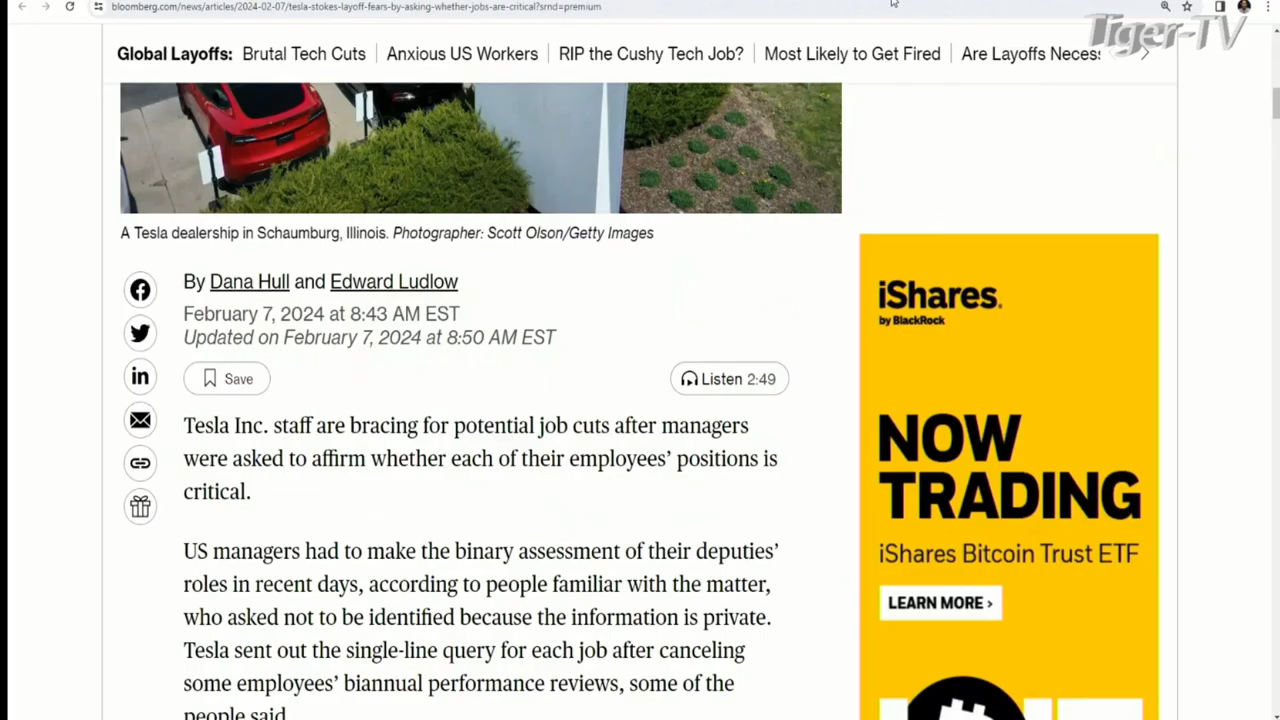 bloomberg.com/news/articles/2024-02-07/tesla-stokes-layoff-fears-by-asking-whether-jobs-are-critical?srnd=premium
Tiger-TV
Global Layoffs: Brutal Tech Cuts Anxious US Workers RIP the Cushy Tech Job? Most Likely to Get Fired Are Layoffs Necess
A Tesla dealership in Schaumburg, Illinois. Photographer: Scott Olson/Getty Images
By Dana Hull and Edward Ludlow
February 7, 2024 at 8:43 AM EST
Updated on February 7, 2024 at 8:50 AM EST
Save
Listen 2:49
Tesla Inc. staff are bracing for potential job cuts after managers
were asked to affirm whether each of their employees’ positions is
critical.
US managers had to make the binary assessment of their deputies’
roles in recent days, according to people familiar with the matter,
who asked not to be identified because the information is private.
Tesla sent out the single-line query for each job after canceling
some employees’ biannual performance reviews, some of the
people said
iShares.
by BlackRock
NOW
TRADING
iShares Bitcoin Trust ETF
LEARN MORE ›